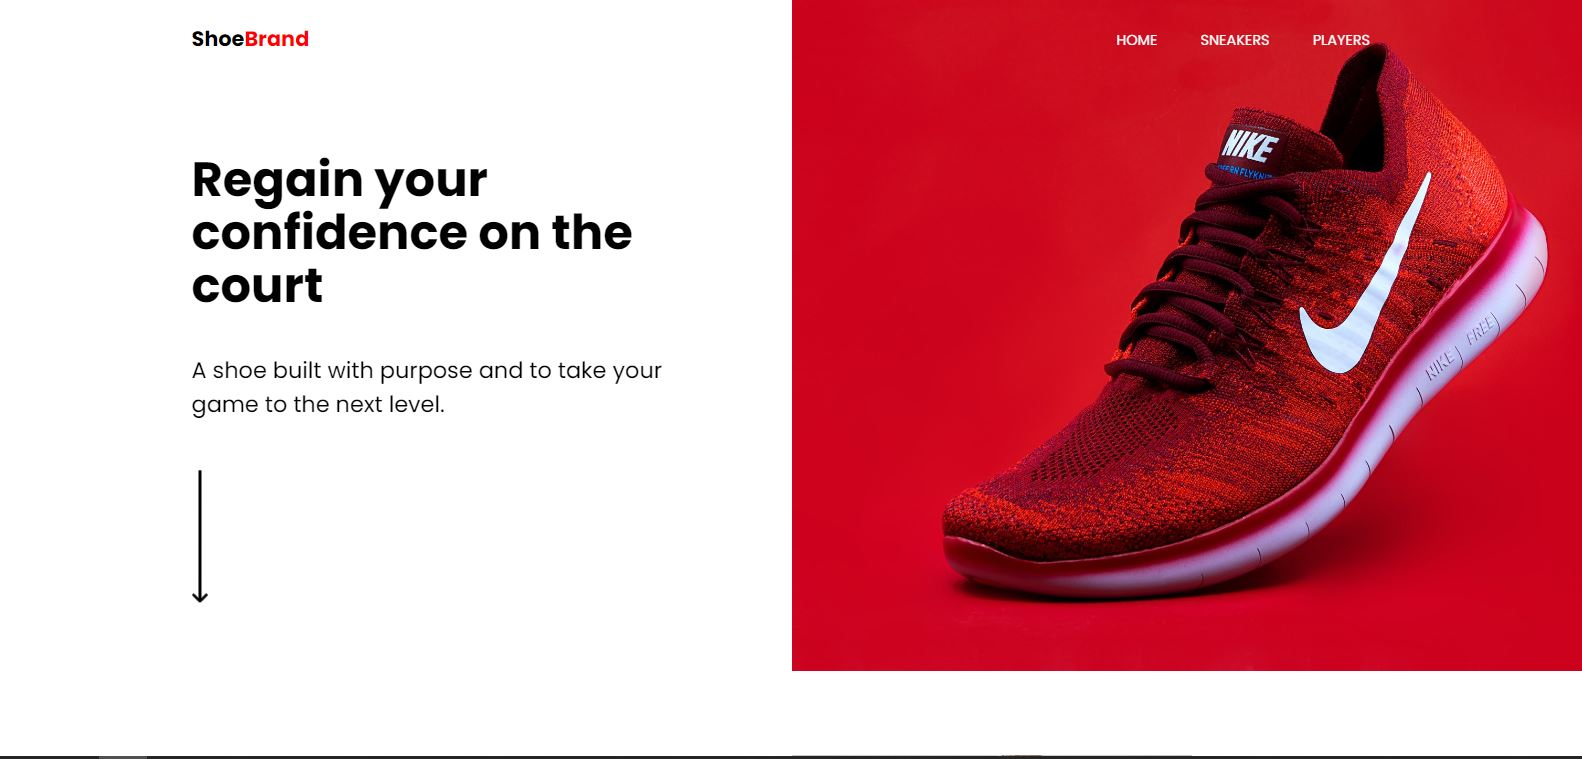 ShoeBrand
HOME SNEAKERS PLAYERS
Regain your
confidence on the
court
A shoe built with purpose and to take your
game to the next level.
NIKE
FLYKNIT
NIKE FREE